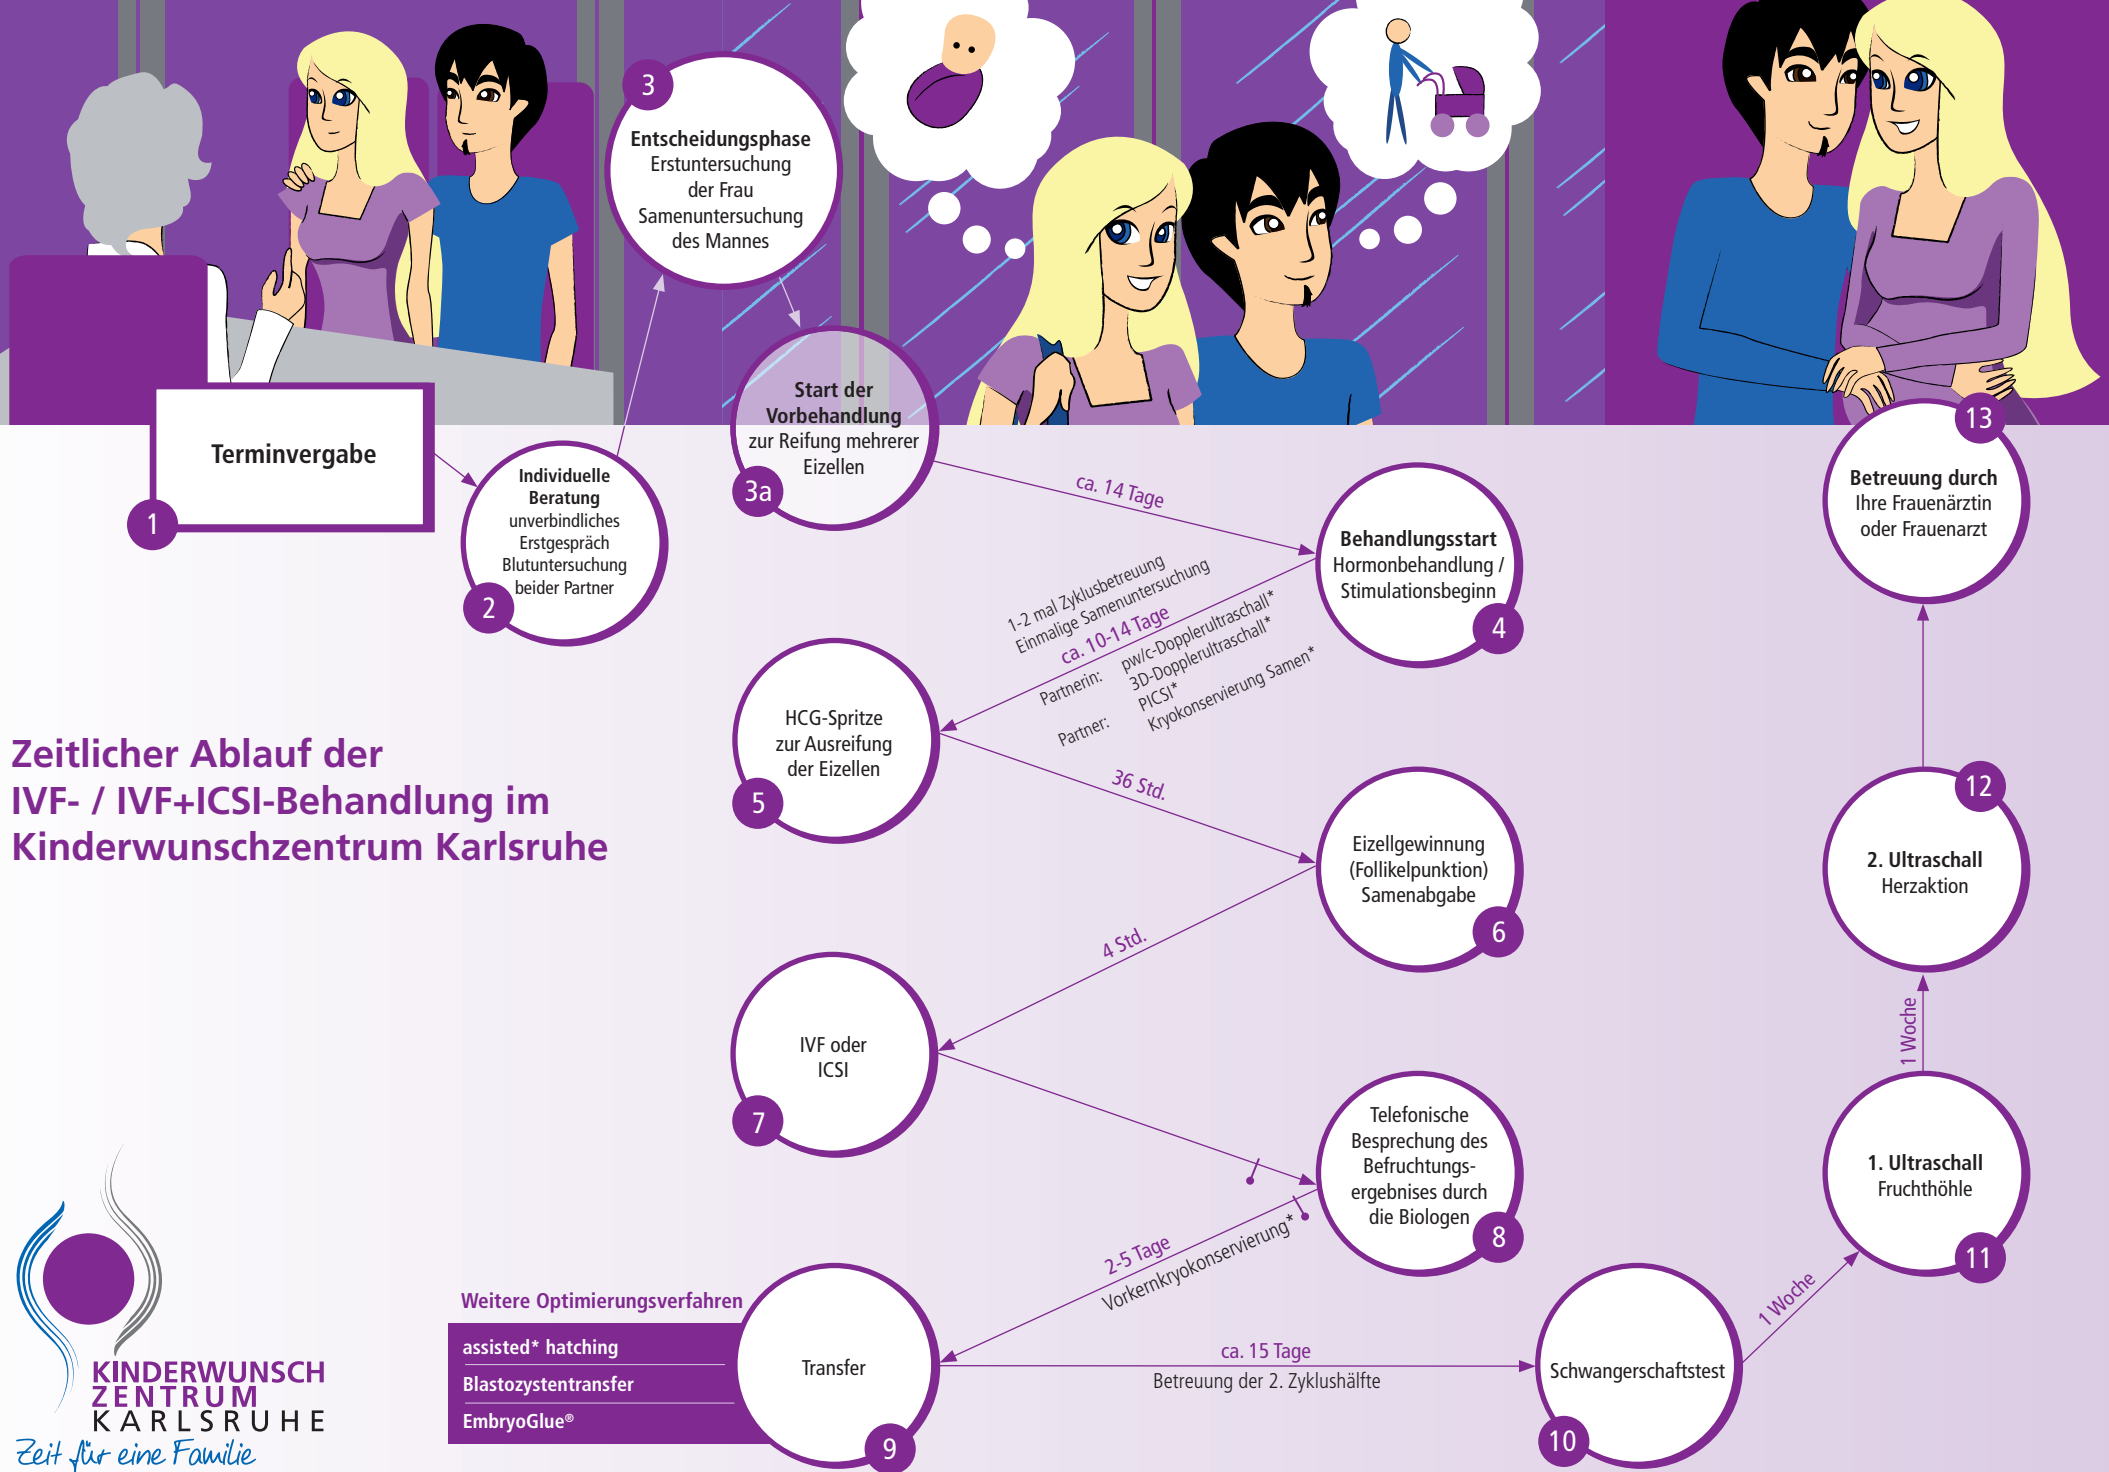 Terminvergabe
1
Individuelle
Beratung
unverbindliches
Erstgespräch
Blutuntersuchung
beider Partner
2
3
Entscheidungsphase
Erstuntersuchung
der Frau
Samenuntersuchung
des Mannes
Start der
Vorbehandlung
zur Reifung mehrerer
Eizellen
3a
ca. 14 Tage
Behandlungsstart
Hormonbehandlung /
Stimulationsbeginn
4
1-2 mal Zyklusbetreuung
Einmalige Samenuntersuchung
ca. 10-14 Tage
Partnerin: pw/c-Dopplerultraschall*
3D-Dopplerultraschall*
PICSI*
Partner: Kryokonservierung Samen*
HCG-Spritze
zur Ausreifung
der Eizellen
5
36 Std.
Eizellgewinnung
(Follikelpunktion)
Samenabgabe
6
4 Std.
IVF oder
ICSI
7
Telefonische
Besprechung des
Befruchtungs-
ergebnises durch
die Biologen
8
2-5 Tage
Vorkernkryokonservierung*
Weitere Optimierungsverfahren
assisted* hatching
Blastozystentransfer
EmbryoGlue®
Transfer
9
ca. 15 Tage
Betreuung der 2. Zyklushälfte
Schwangerschaftstest
10
1 Woche
1. Ultraschall
Fruchthöhle
11
1 Woche
2. Ultraschall
Herzaktion
12
13
Betreuung durch
Ihre Frauenärztin
oder Frauenarzt
Zeitlicher Ablauf der
IVF- / IVF+ICSI-Behandlung im
Kinderwunschzentrum Karlsruhe
KINDERWUNSCH
ZENTRUM
KARLSRUHE
Zeit für eine Familie